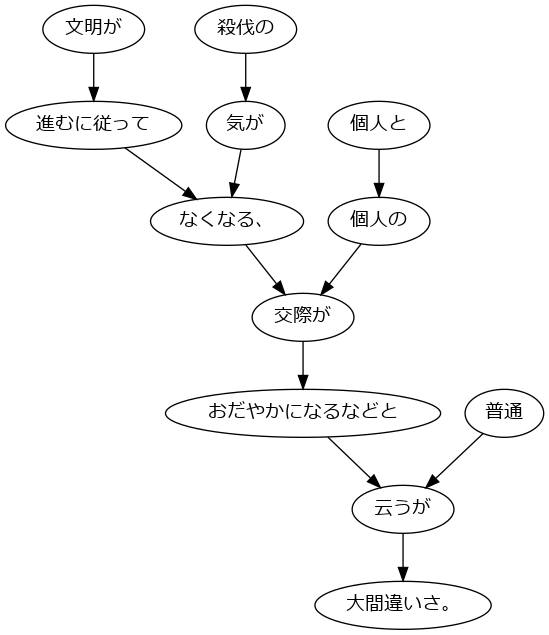 文明が
殺伐の
進むに従って
気が
個人と
なくなる、
個人の
交際が
おだやかになるなどと
普通
云うが
大間違いさ。